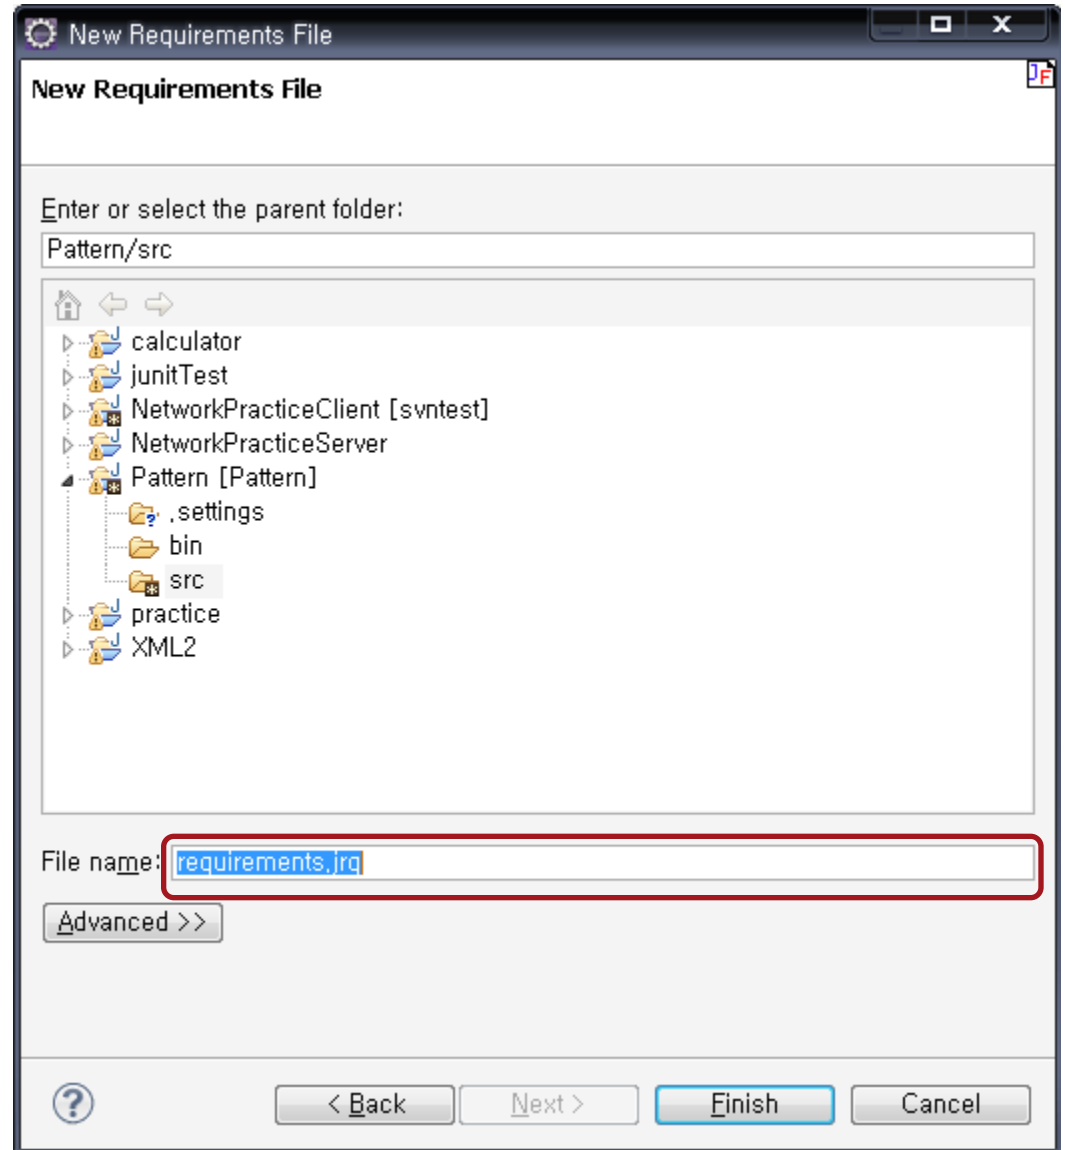 New Requirements File
New Requirements File
JF
Enter or select the parent folder:
Pattern/src
calculator
junitTest
NetworkPracticeClient [svntest]
NetworkPracticeServer
Pattern [Pattern]
.settings
bin
src
practice
XML2
File name: requirements.jrq
Advanced >>
< Back Next > Finish Cancel